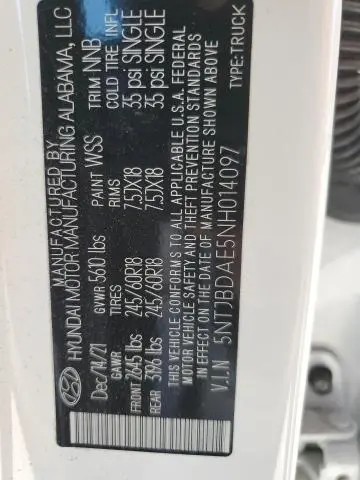 MANUFACTURED BY
HYUNDAI MOTOR MANUFACTURING ALABAMA, LLC
Dec/14/21 GVWR 5610 lbs PAINT WSS TRIM NNB
GAWR TIRES RIMS COLD TIRE INFL
FRONT 2645 lbs 245/60R18 7.5JX18 35 psi SINGLE
REAR 3196 lbs 245/60R18 7.5JX18 35 psi SINGLE
THIS VEHICLE CONFORMS TO ALL APPLICABLE U.S.A. FEDERAL
MOTOR VEHICLE SAFETY AND THEFT PREVENTION STANDARDS
IN EFFECT ON THE DATE OF MANUFACTURE SHOWN ABOVE
V.I.N 5NTJBDAE5NH014097 TYPE:TRUCK